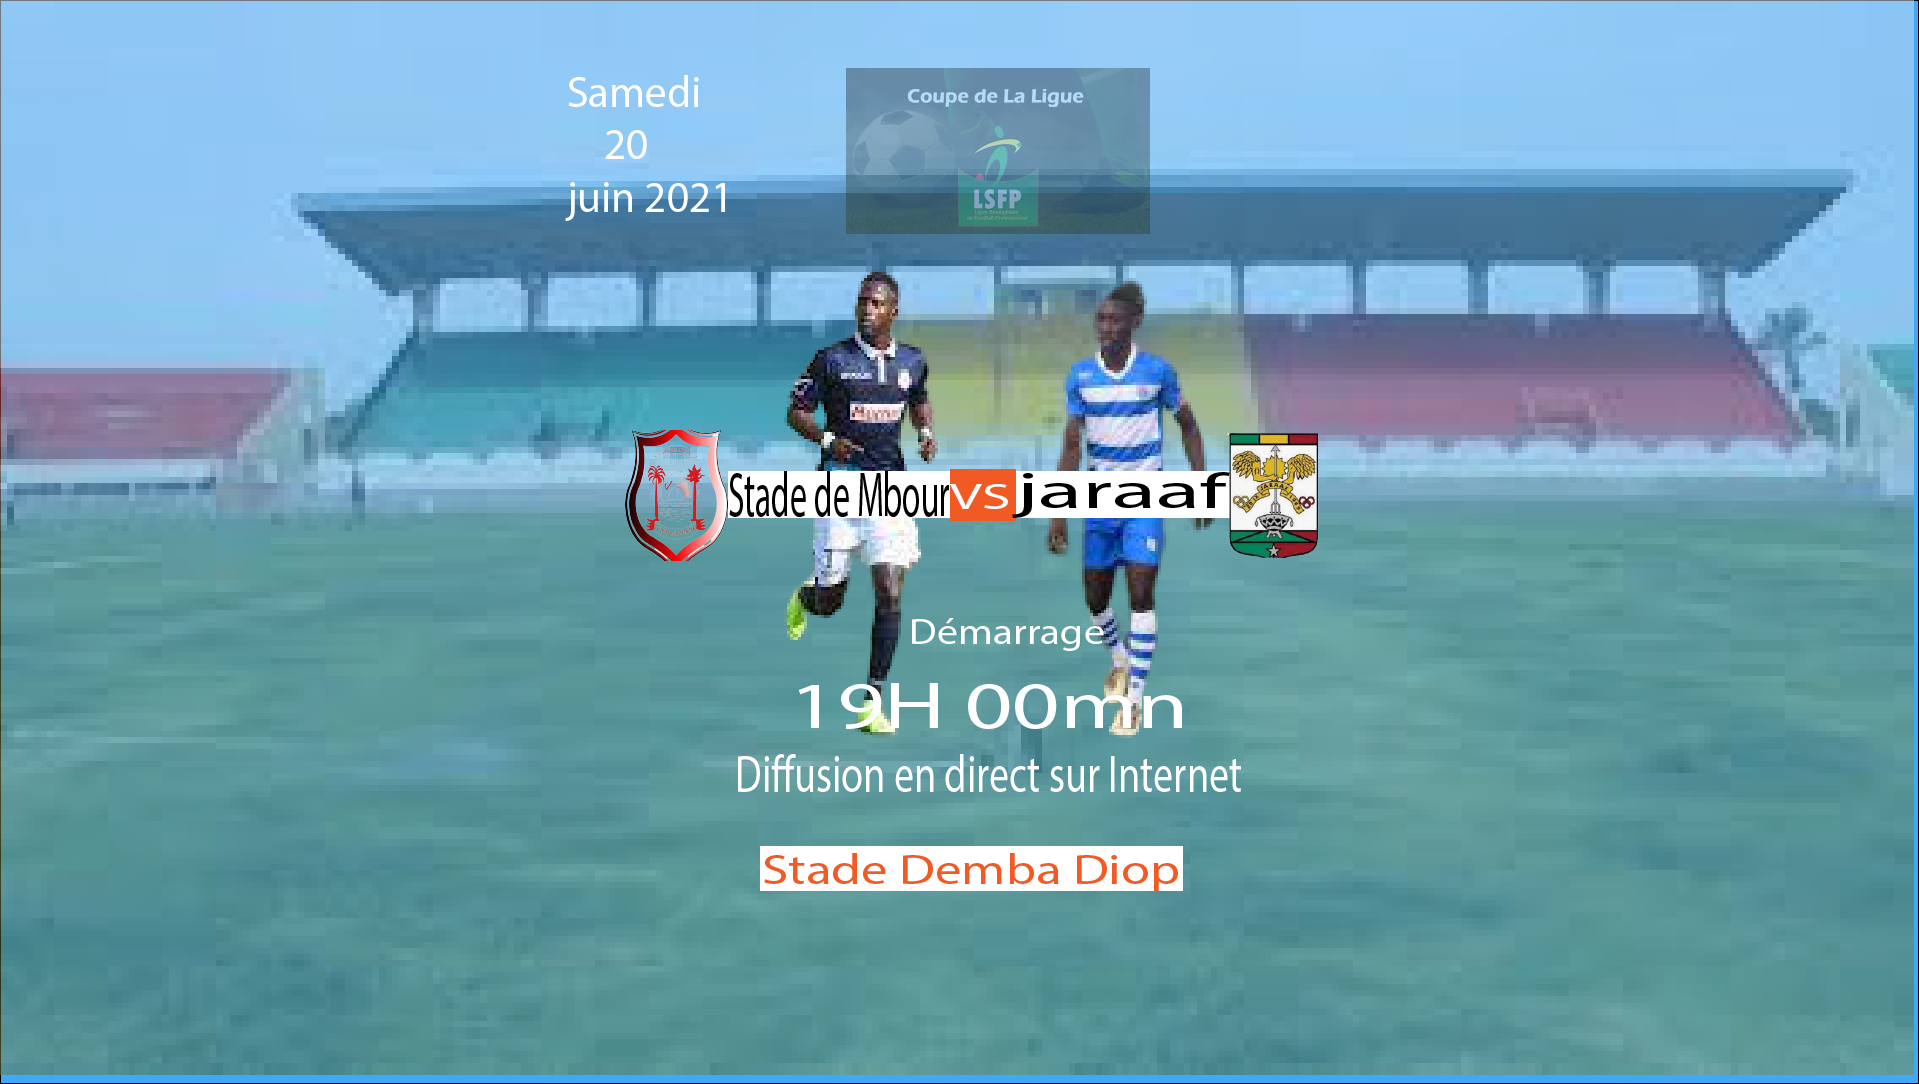 Samedi
20
juin 2021
Coupe de La Ligue
LSFP
Stade de Mbour vs jaraaf
Démarrage
19H 00mn
Diffusion en direct sur Internet
Stade Demba Diop